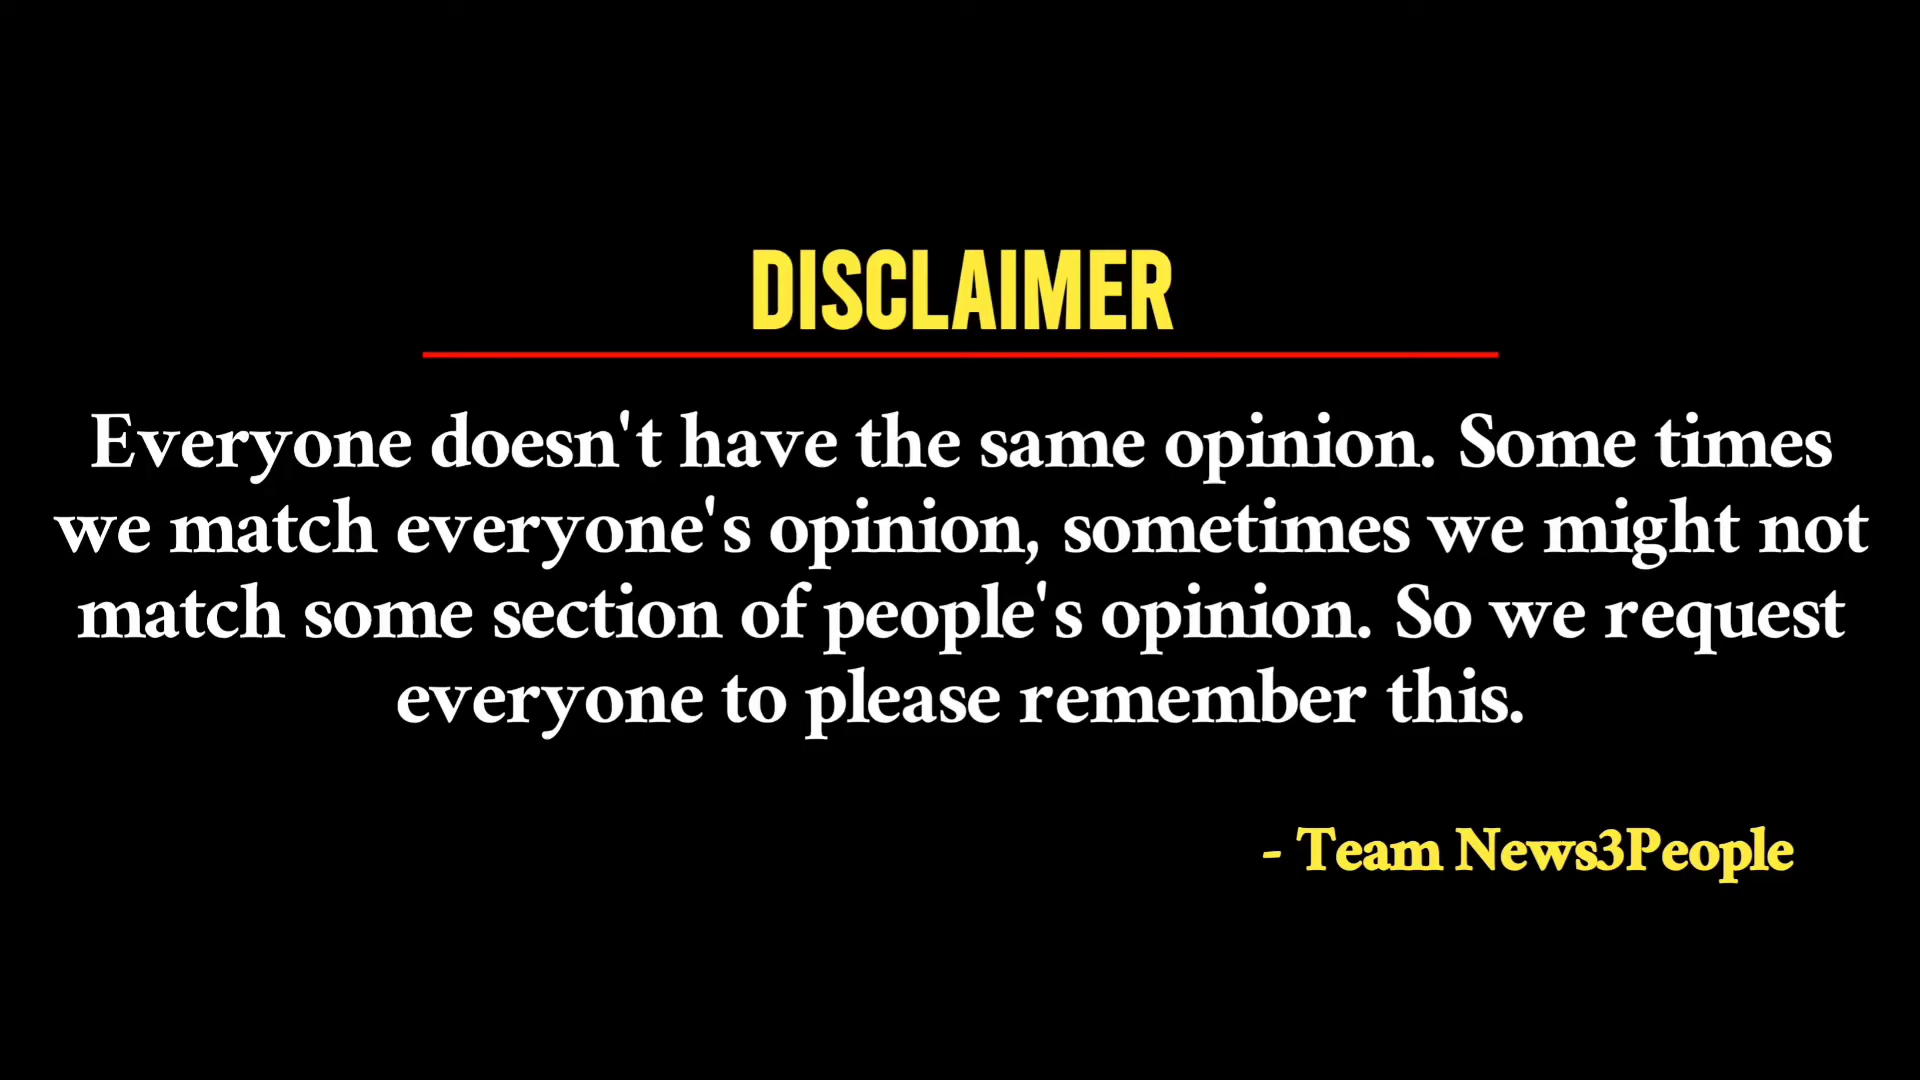 DISCLAIMER
Everyone doesn't have the same opinion. Some times
we match everyone's opinion, sometimes we might not
match some section of people's opinion. So we request
everyone to please remember this.
- Team News3People